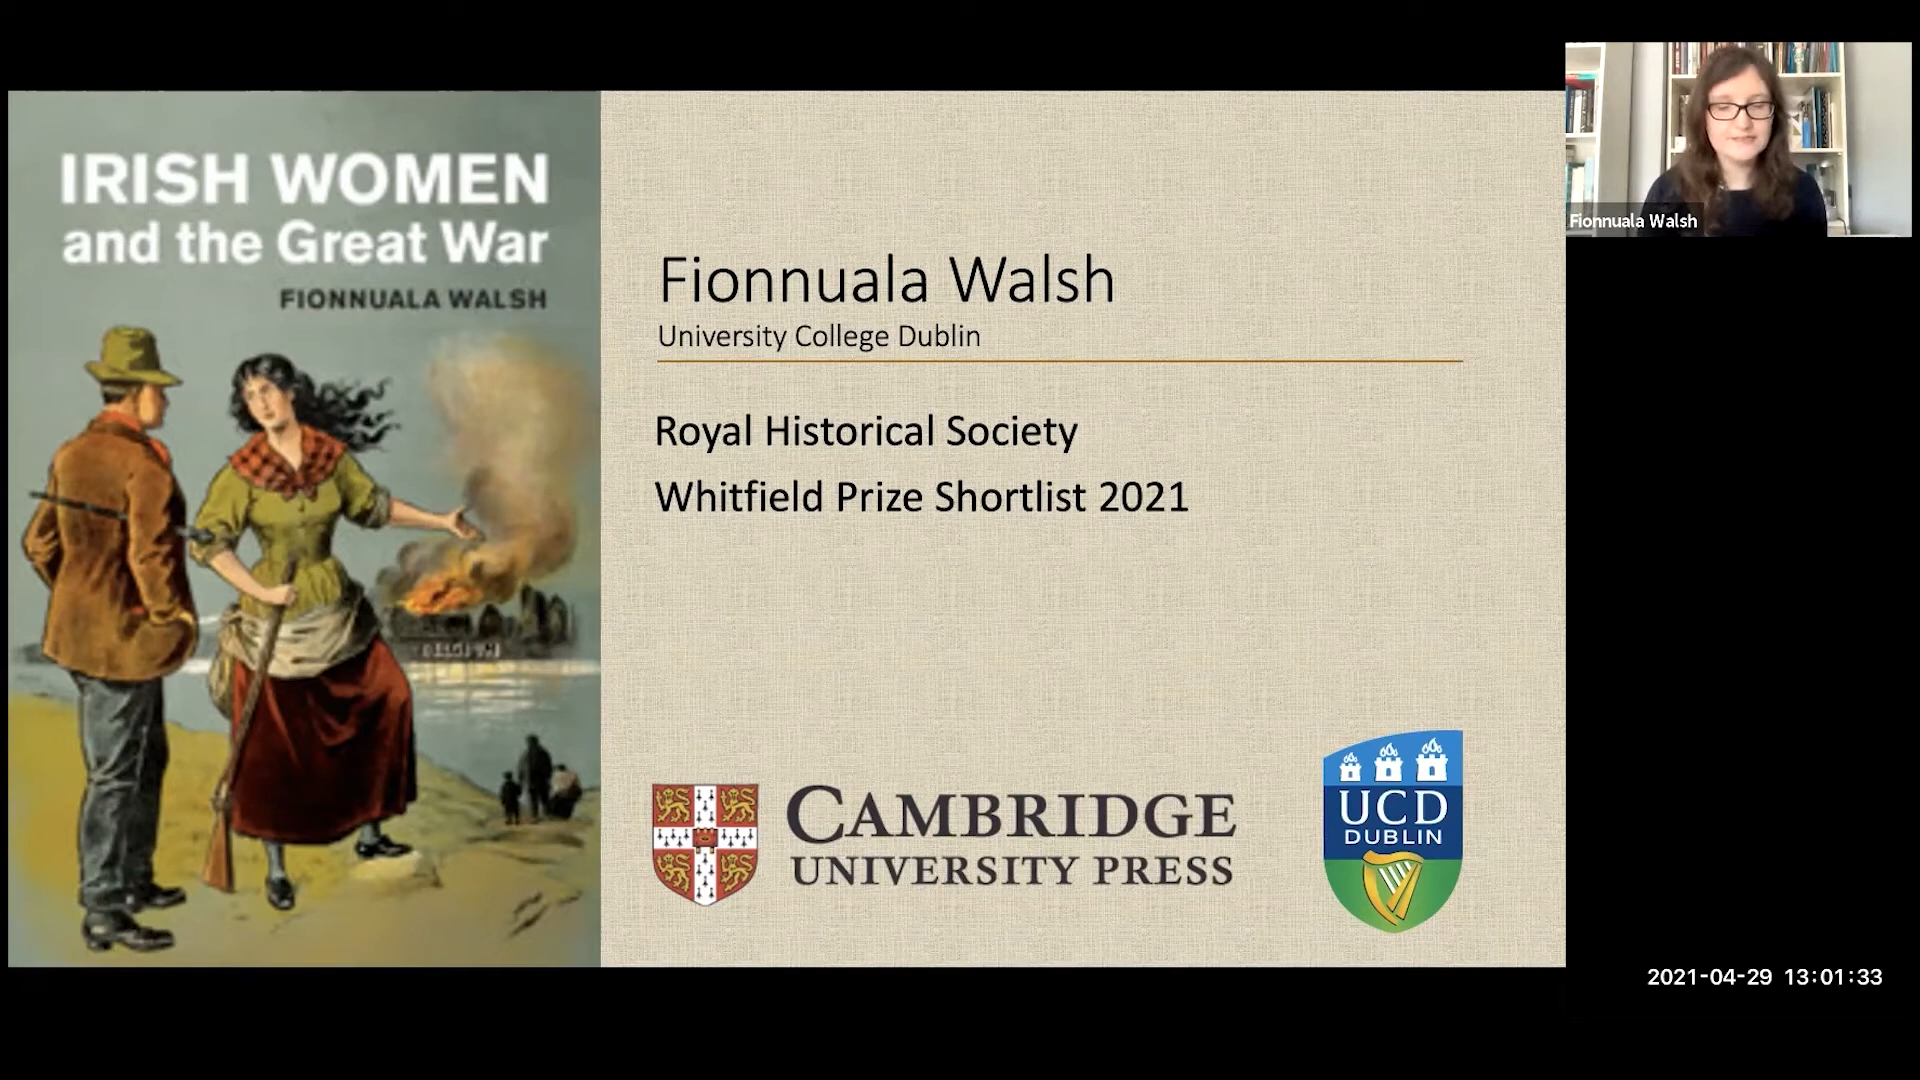 IRISH WOMEN
and the Great War
FIONNUALA WALSH
BELGIUM
Fionnuala Walsh
University College Dublin
Royal Historical Society
Whitfield Prize Shortlist 2021
CAMBRIDGE
UNIVERSITY PRESS
UCD
DUBLIN
Fionnuala Walsh
2021-04-29 13:01:33